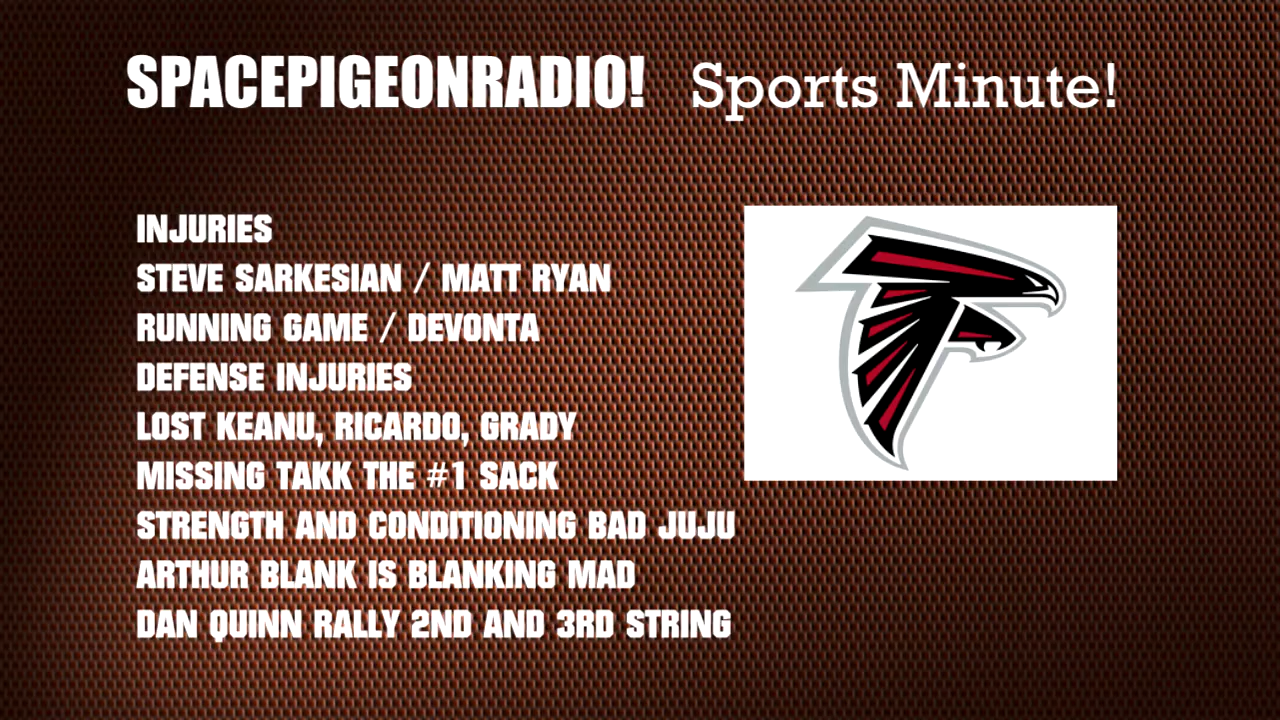 SPACEPIGEONRADIO! Sports Minute!
INJURIES
STEVE SARKESIAN / MATT RYAN
RUNNING GAME / DEVONTA
DEFENSE INJURIES
LOST KEANU, RICARDO, GRADY
MISSING TAKK THE #1 SACK
STRENGTH AND CONDITIONING BAD JUJU
ARTHUR BLANK IS BLANKING MAD
DAN QUINN RALLY 2ND AND 3RD STRING